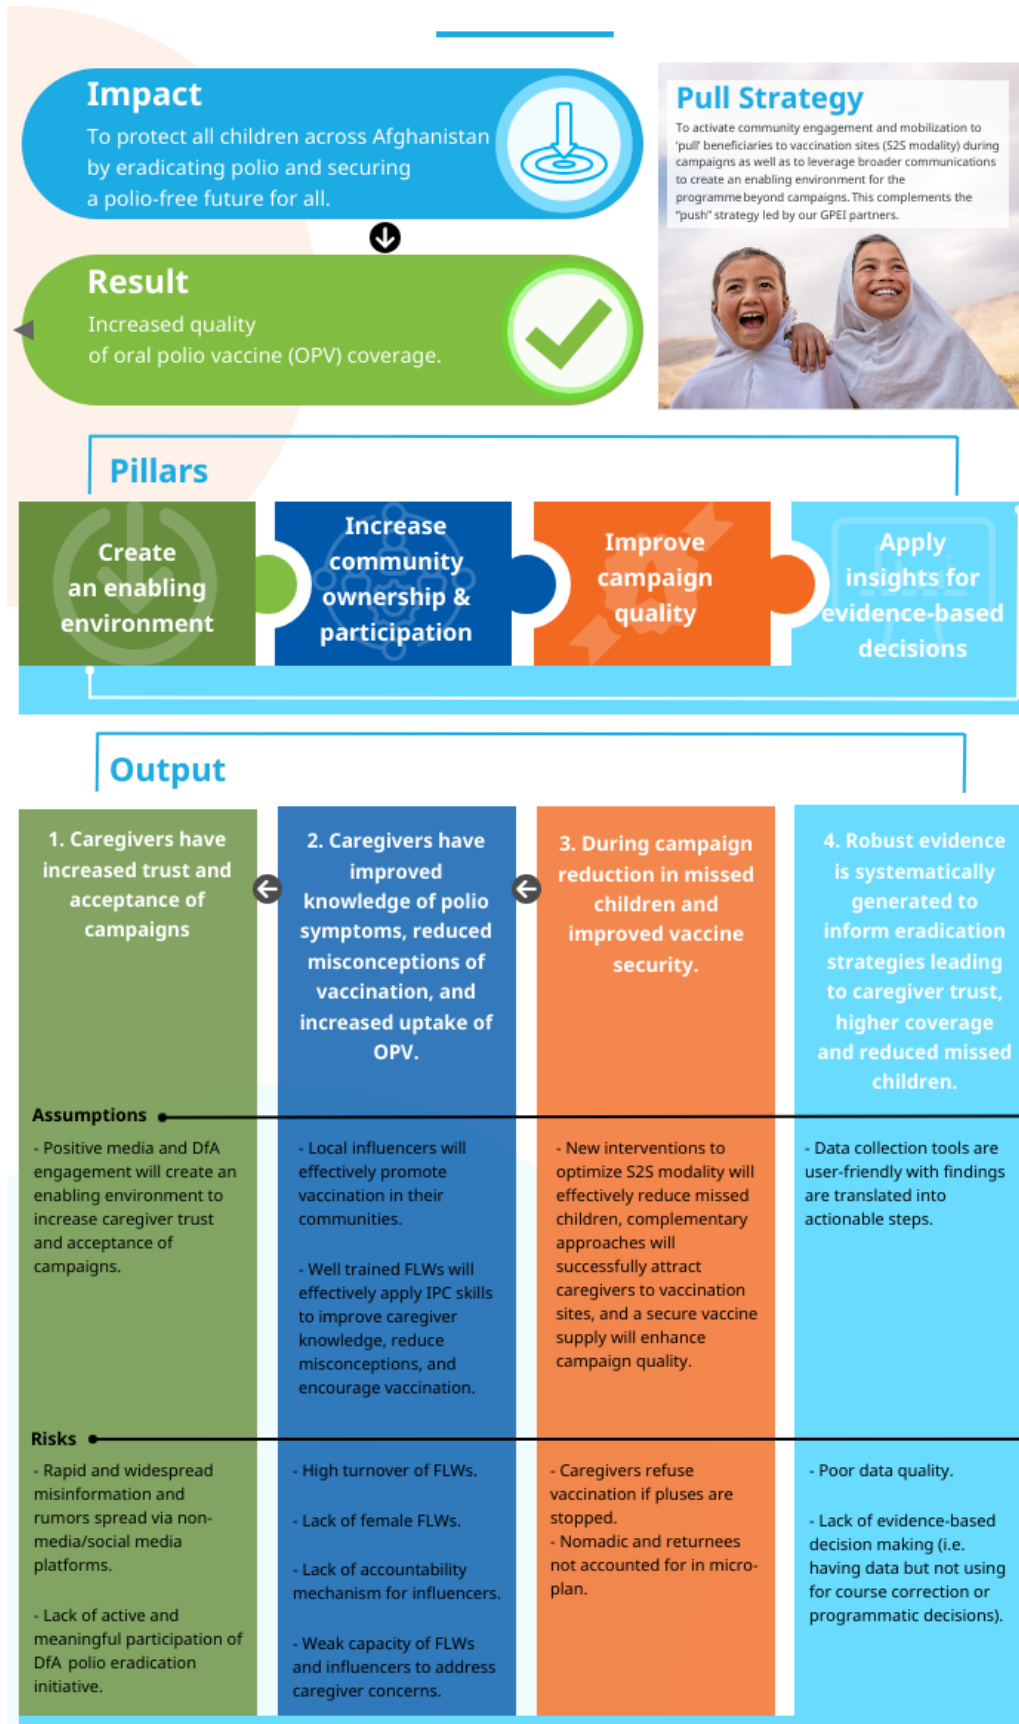 Impact
To protect all children across Afghanistan
by eradicating polio and securing
a polio-free future for all.
Pull Strategy
To activate community engagement and mobilization to
‘pull’ beneficiaries to vaccination sites (S2S modality) during
campaigns as well as to leverage broader communications
to create an enabling environment for the
programme beyond campaigns. This complements the
“push” strategy led by our GPEI partners.
Result
Increased quality
of oral polio vaccine (OPV) coverage.
Pillars
Create
an enabling
environment
Increase
community
ownership &
participation
Improve
campaign
quality
Apply
insights for
evidence-based
decisions
Output
1. Caregivers have
increased trust and
acceptance of
campaigns
2. Caregivers have
improved
knowledge of polio
symptoms, reduced
misconceptions of
vaccination, and
increased uptake of
OPV.
3. During campaign
reduction in missed
children and
improved vaccine
security.
4. Robust evidence
is systematically
generated to
inform eradication
strategies leading
to caregiver trust,
higher coverage
and reduced missed
children.
Assumptions
- Positive media and DfA
engagement will create an
enabling environment to
increase caregiver trust
and acceptance of
campaigns.
- Local influencers will
effectively promote
vaccination in their
communities.
- Well trained FLWs will
effectively apply IPC skills
to improve caregiver
knowledge, reduce
misconceptions, and
encourage vaccination.
- New interventions to
optimize S2S modality will
effectively reduce missed
children, complementary
approaches will
successfully attract
caregivers to vaccination
sites, and a secure vaccine
supply will enhance
campaign quality.
- Data collection tools are
user-friendly with findings
are translated into
actionable steps.
Risks
- Rapid and widespread
misinformation and
rumors spread via non-
media/social media
platforms.
- Lack of active and
meaningful participation of
DfA polio eradication
initiative.
- High turnover of FLWs.
- Lack of female FLWs.
- Lack of accountability
mechanism for influencers.
- Weak capacity of FLWs
and influencers to address
caregiver concerns.
- Caregivers refuse
vaccination if pluses are
stopped.
- Nomadic and returnees
not accounted for in micro-
plan.
- Poor data quality.
- Lack of evidence-based
decision making (i.e.
having data but not using
for course correction or
programmatic decisions).